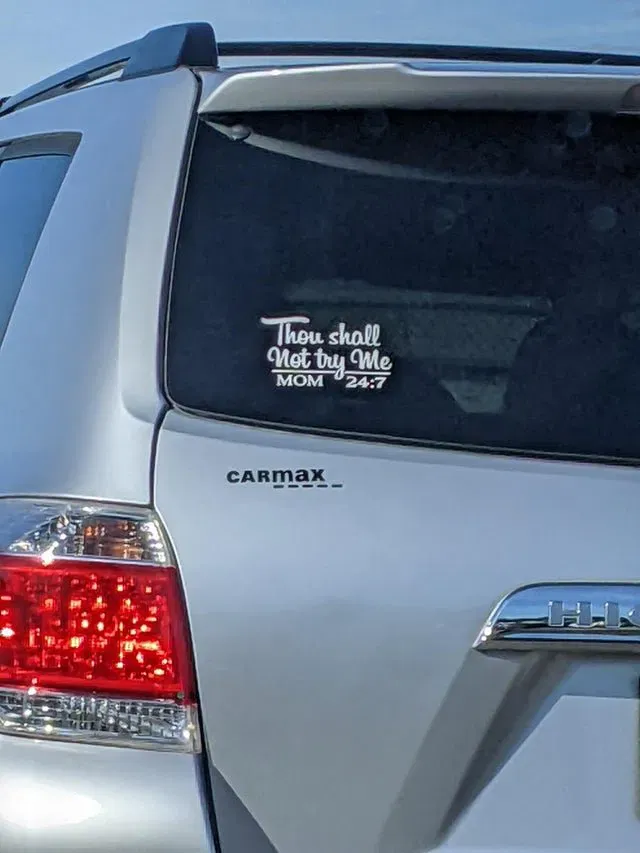 Thou shall
Not try Me
MOM 24:7
CARmax